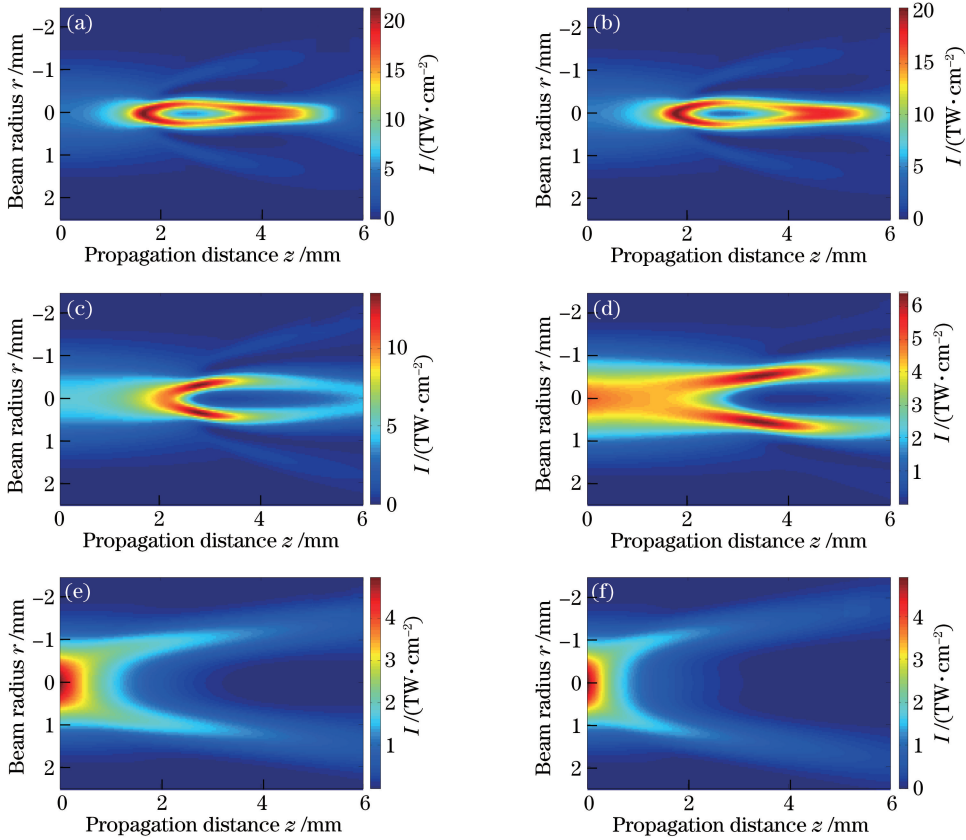 (a)
-2
-1
0
1
2
0 2 4 6
Beam radius r /mm
Propagation distance z /mm
20
15
10
5
0
I /(TW·cm⁻²)
(b)
-2
-1
0
1
2
0 2 4 6
Beam radius r /mm
Propagation distance z /mm
20
15
10
5
0
I /(TW·cm⁻²)
(c)
-2
-1
0
1
2
0 2 4 6
Beam radius r /mm
Propagation distance z /mm
10
5
0
I /(TW·cm⁻²)
(d)
-2
-1
0
1
2
0 2 4 6
Beam radius r /mm
Propagation distance z /mm
6
5
4
3
2
1
I /(TW·cm⁻²)
(e)
-2
-1
0
1
2
0 2 4 6
Beam radius r /mm
Propagation distance z /mm
4
3
2
1
I /(TW·cm⁻²)
(f)
-2
-1
0
1
2
0 2 4 6
Beam radius r /mm
Propagation distance z /mm
4
3
2
1
0
I /(TW·cm⁻²)